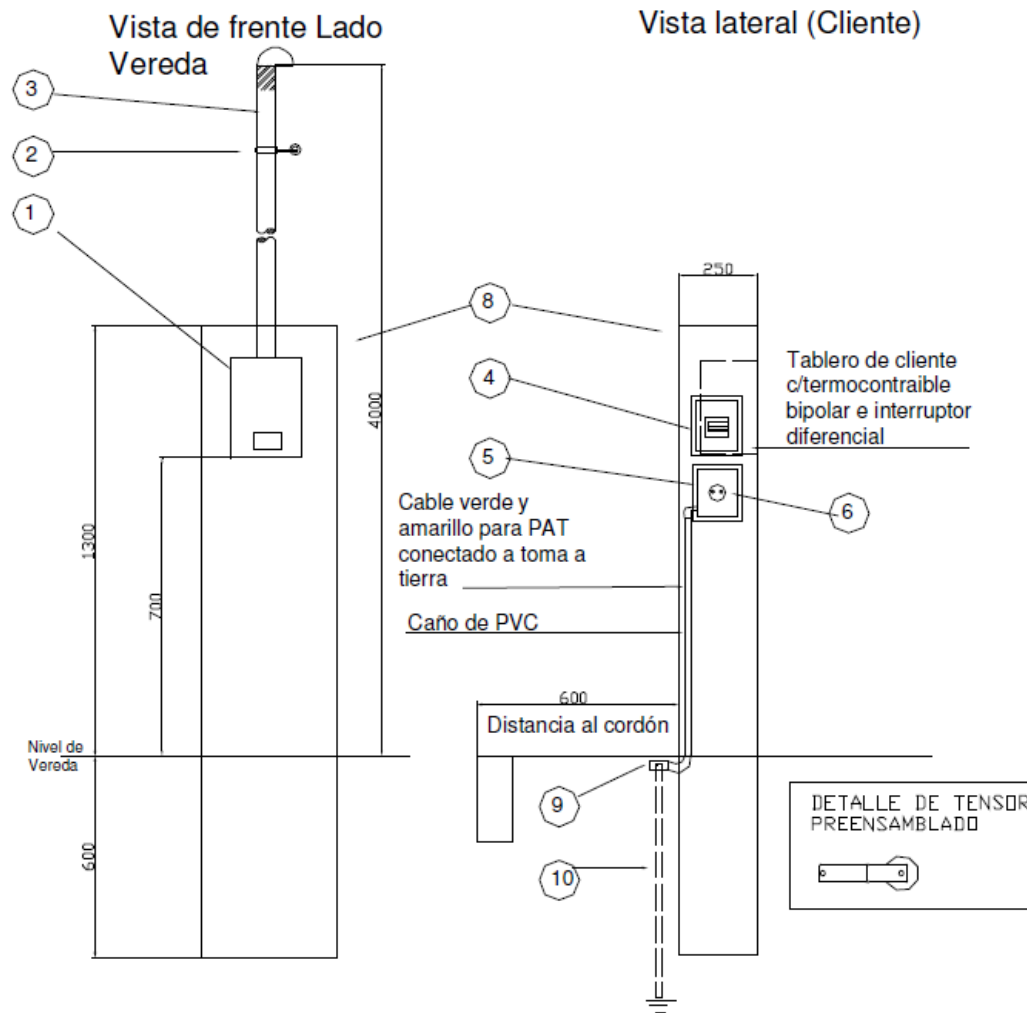 Vista de frente Lado
Vereda
Vista lateral (Cliente)
3
2
1
8
250
4000
4
Tablero de cliente
c/termocontraible
bipolar e interruptor
diferencial
5
6
Cable verde y
amarillo para PAT
conectado a toma a
tierra
1300
700
Caño de PVC
600
Distancia al cordón
Nivel de
Vereda
9
DETALLE DE TENSOR
PREENSAMBLADO
600
10